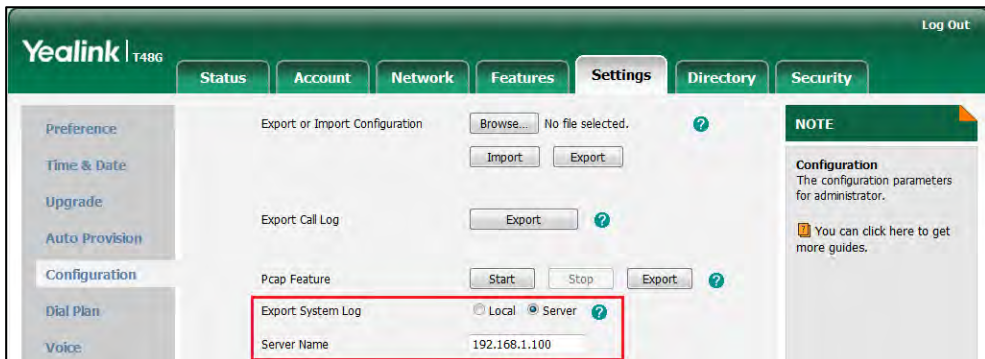 Log Out
Yealink | T48G
Status Account Network Features Settings Directory Security
Preference
Time & Date
Upgrade
Auto Provision
Configuration
Dial Plan
Voice
Export or Import Configuration Browse... No file selected. ?
Import Export
Export Call Log Export ?
Pcap Feature Start Stop Export ?
Export System Log Local Server ?
Server Name 192.168.1.100
NOTE
Configuration
The configuration parameters
for administrator.
You can click here to get
more guides.